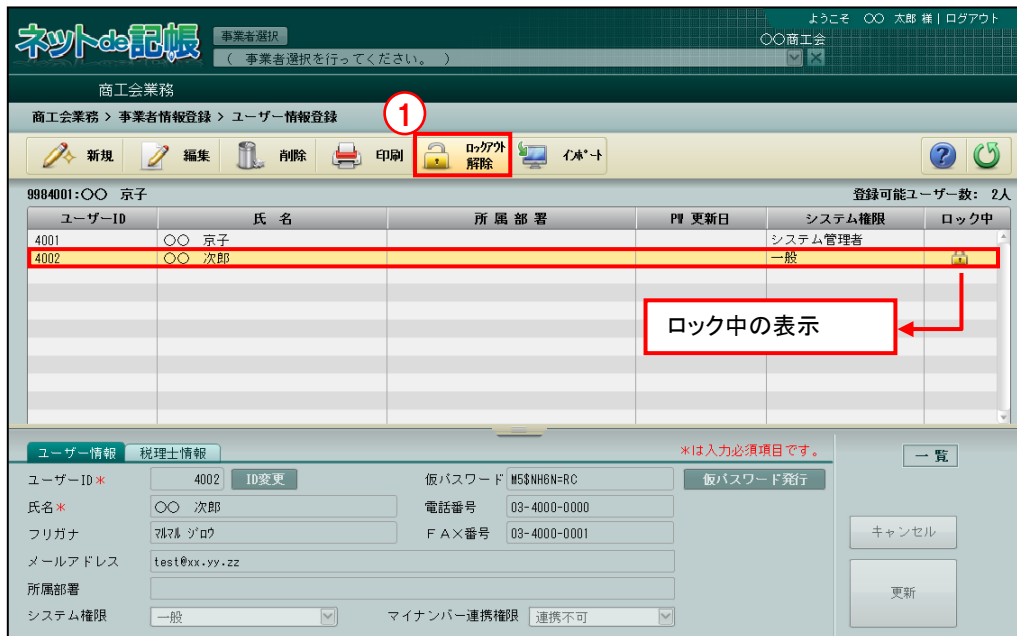 ようこそ 〇〇 太郎 様 | ログアウト
ネットde記帳
事業者選択
〇〇商工会
( 事業者選択を行ってください。 )
商工会業務
商工会業務 > 事業者情報登録 > ユーザー情報登録
①
新規 編集 削除 印刷 ロックアウト解除 インポート
9984001:〇〇 京子 登録可能ユーザー数: 2人
ユーザーID 氏 名 所 属 部 署 PW 更新日 システム権限 ロック中
4001 〇〇 京子 システム管理者
4002 〇〇 次郎 一般
ロック中の表示
ユーザー情報 税理士情報 *は入力必須項目です。 一 覧
ユーザーID* 4002 ID変更 仮パスワード M5$NH6N=RC 仮パスワード発行
氏名* 〇〇 次郎 電話番号 03-4000-0000
フリガナ マルマル ジロウ FAX番号 03-4000-0001 キャンセル
メールアドレス test@xx.yy.zz
所属部署 更新
システム権限 一般 マイナンバー連携権限 連携不可